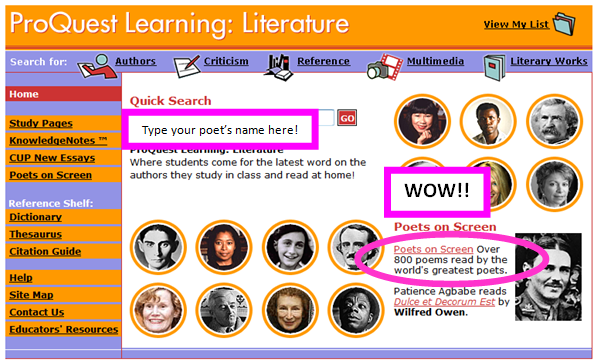 ProQuest Learning: Literature
View My List
Search for: Authors Criticism Reference Multimedia Literary Works
Home
Study Pages
KnowledgeNotes ™
CUP New Essays
Poets on Screen
Reference Shelf:
Dictionary
Thesaurus
Citation Guide
Help
Site Map
Contact Us
Educators' Resources
Quick Search
GO
Type your poet's name here!
ProQuest Learning: Literature
Where students come for the latest word on the
authors they study in class and read at home!
WOW!!
Poets on Screen
Poets on Screen Over
800 poems read by the
world's greatest poets.
Patience Agbabe reads
Dulce et Decorum Est by
Wilfred Owen.